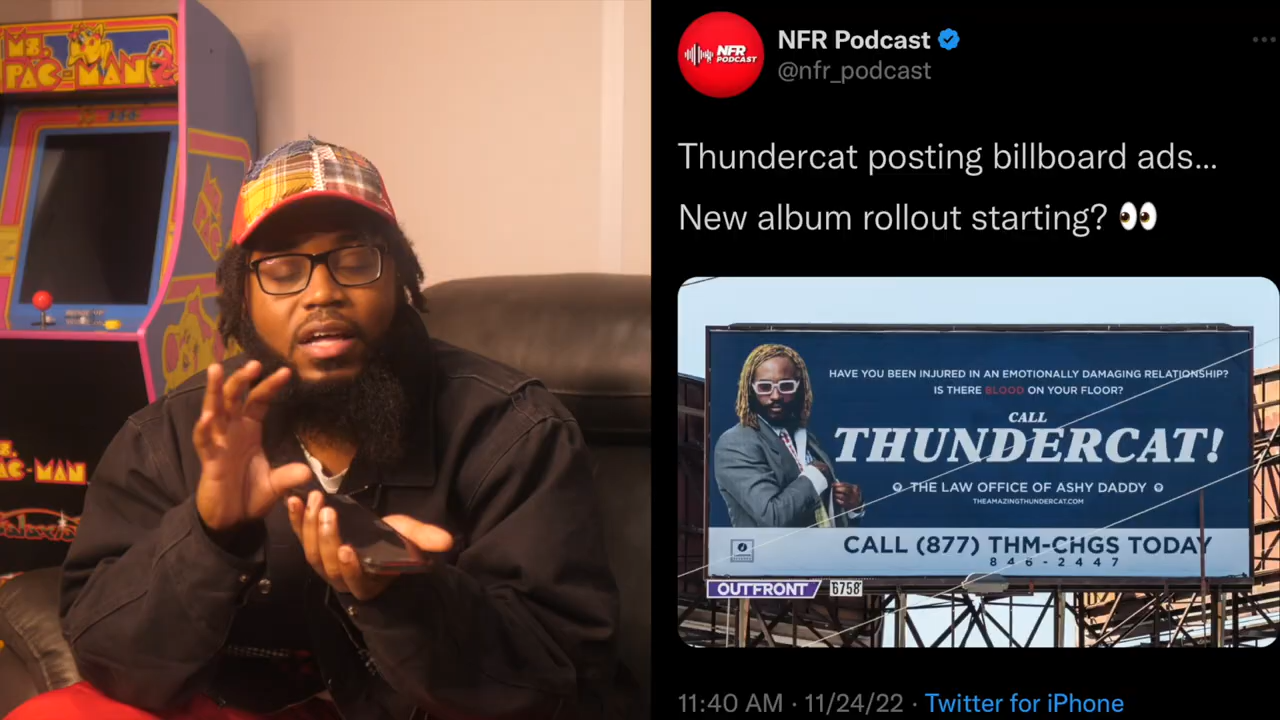 MS.
PAC-MAN
MS.
PAC-MAN
Galaxian
NFR Podcast
@nfr_podcast
NFR
PODCAST
Thundercat posting billboard ads...
New album rollout starting? 👀
HAVE YOU BEEN INJURED IN AN EMOTIONALLY DAMAGING RELATIONSHIP?
IS THERE BLOOD ON YOUR FLOOR?
CALL
THUNDERCAT!
THE LAW OFFICE OF ASHY DADDY
THEAMAZINGTHUNDERCAT.COM
CALL (877) THM-CHGS TODAY
846-2447
OUTFRONT 6758
11:40 AM · 11/24/22 · Twitter for iPhone